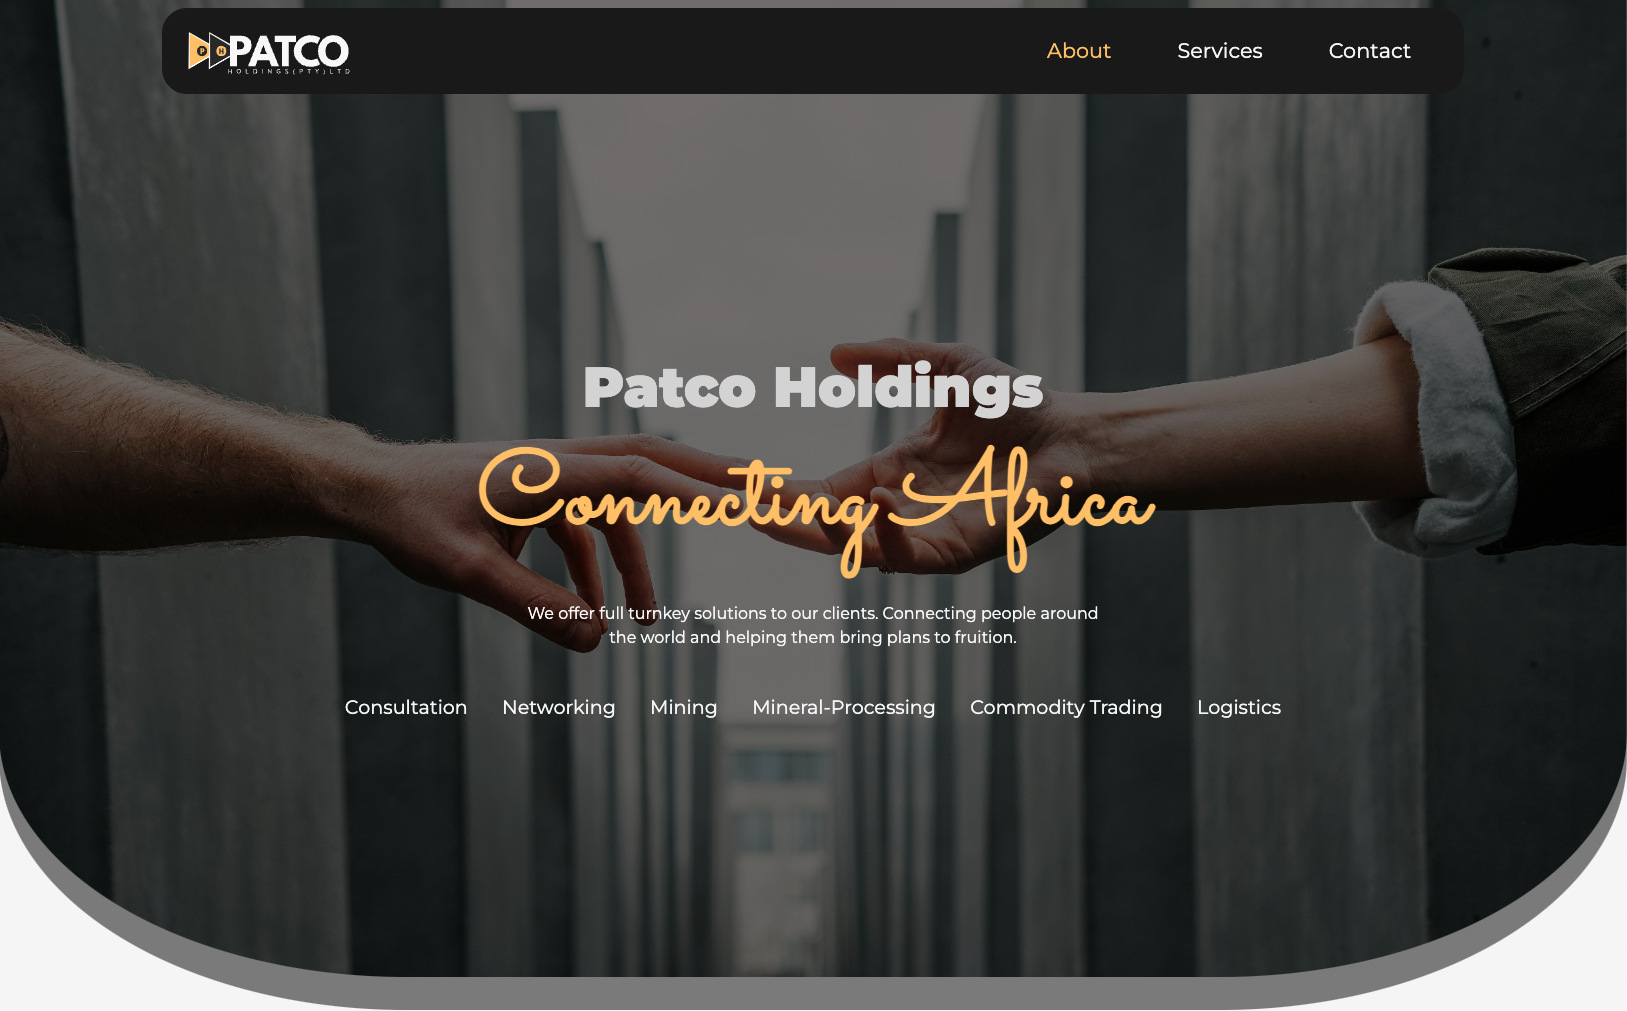 P H PATCO
HOLDINGS(PTY)LTD
About Services Contact
Patco Holdings
Connecting Africa
We offer full turnkey solutions to our clients. Connecting people around
the world and helping them bring plans to fruition.
Consultation Networking Mining Mineral-Processing Commodity Trading Logistics